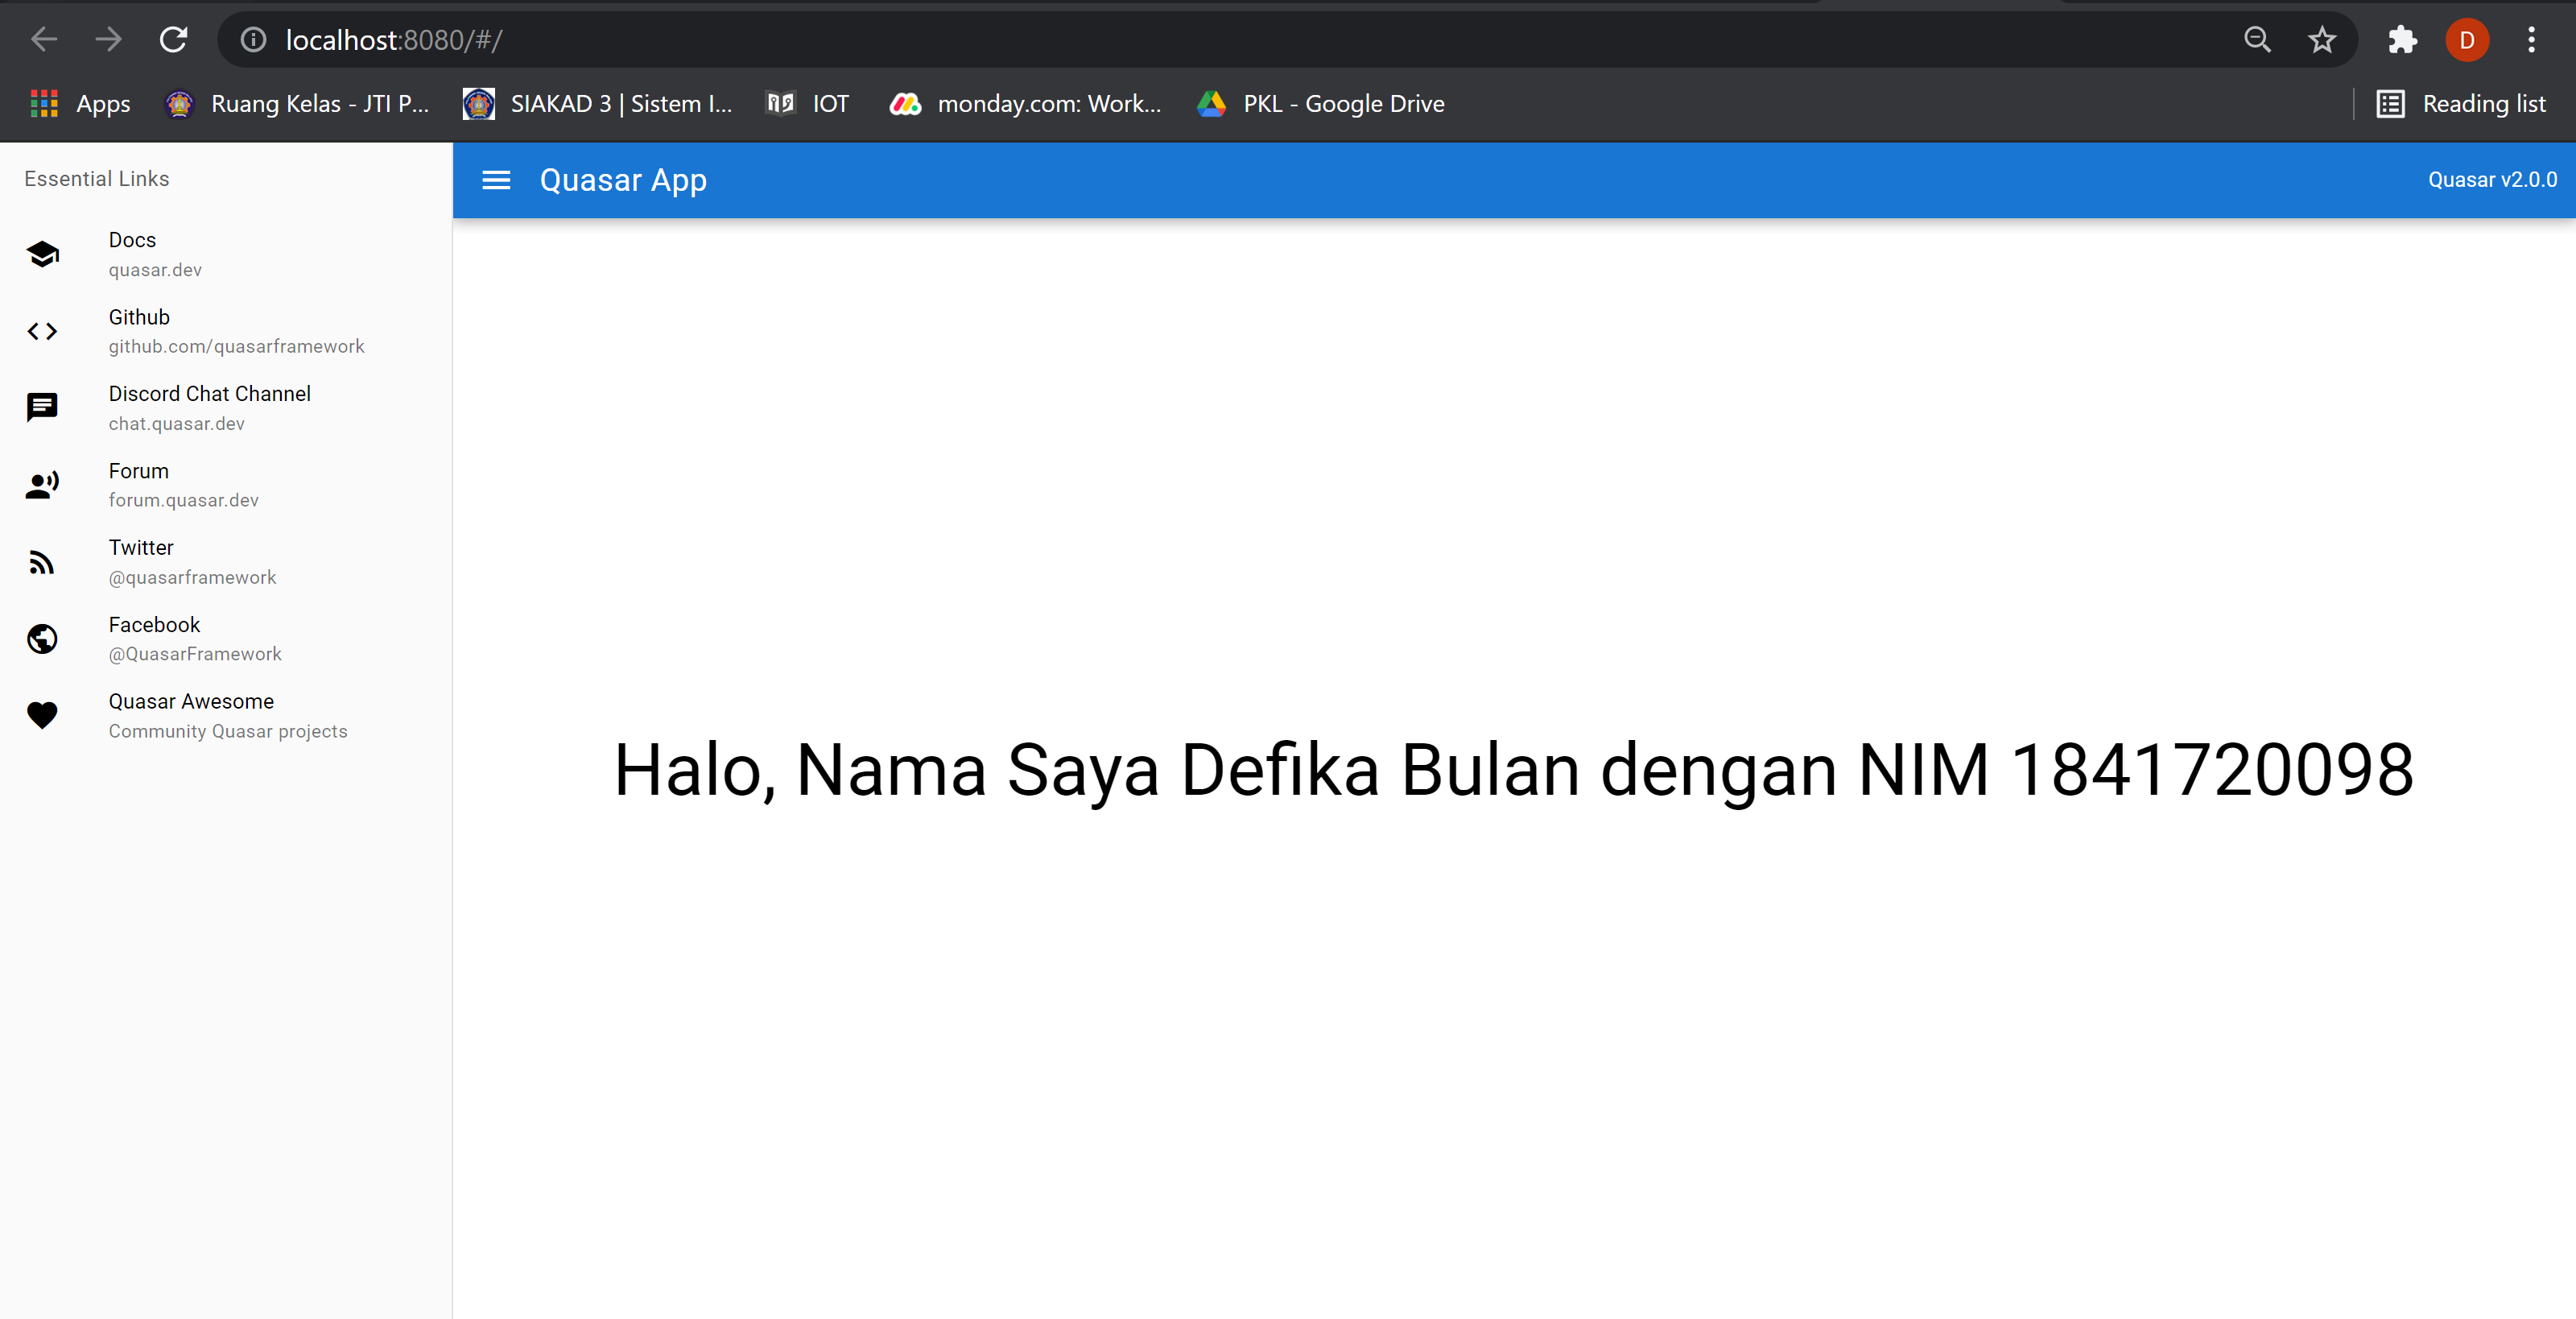 localhost:8080/#/
D
Apps
Ruang Kelas - JTI P...
SIAKAD 3 | Sistem I...
IOT
monday.com: Work...
PKL - Google Drive
Reading list
Essential Links
Quasar App
Quasar v2.0.0
Docs
quasar.dev
Github
github.com/quasarframework
Discord Chat Channel
chat.quasar.dev
Forum
forum.quasar.dev
Twitter
@quasarframework
Facebook
@QuasarFramework
Quasar Awesome
Community Quasar projects
Halo, Nama Saya Defika Bulan dengan NIM 1841720098